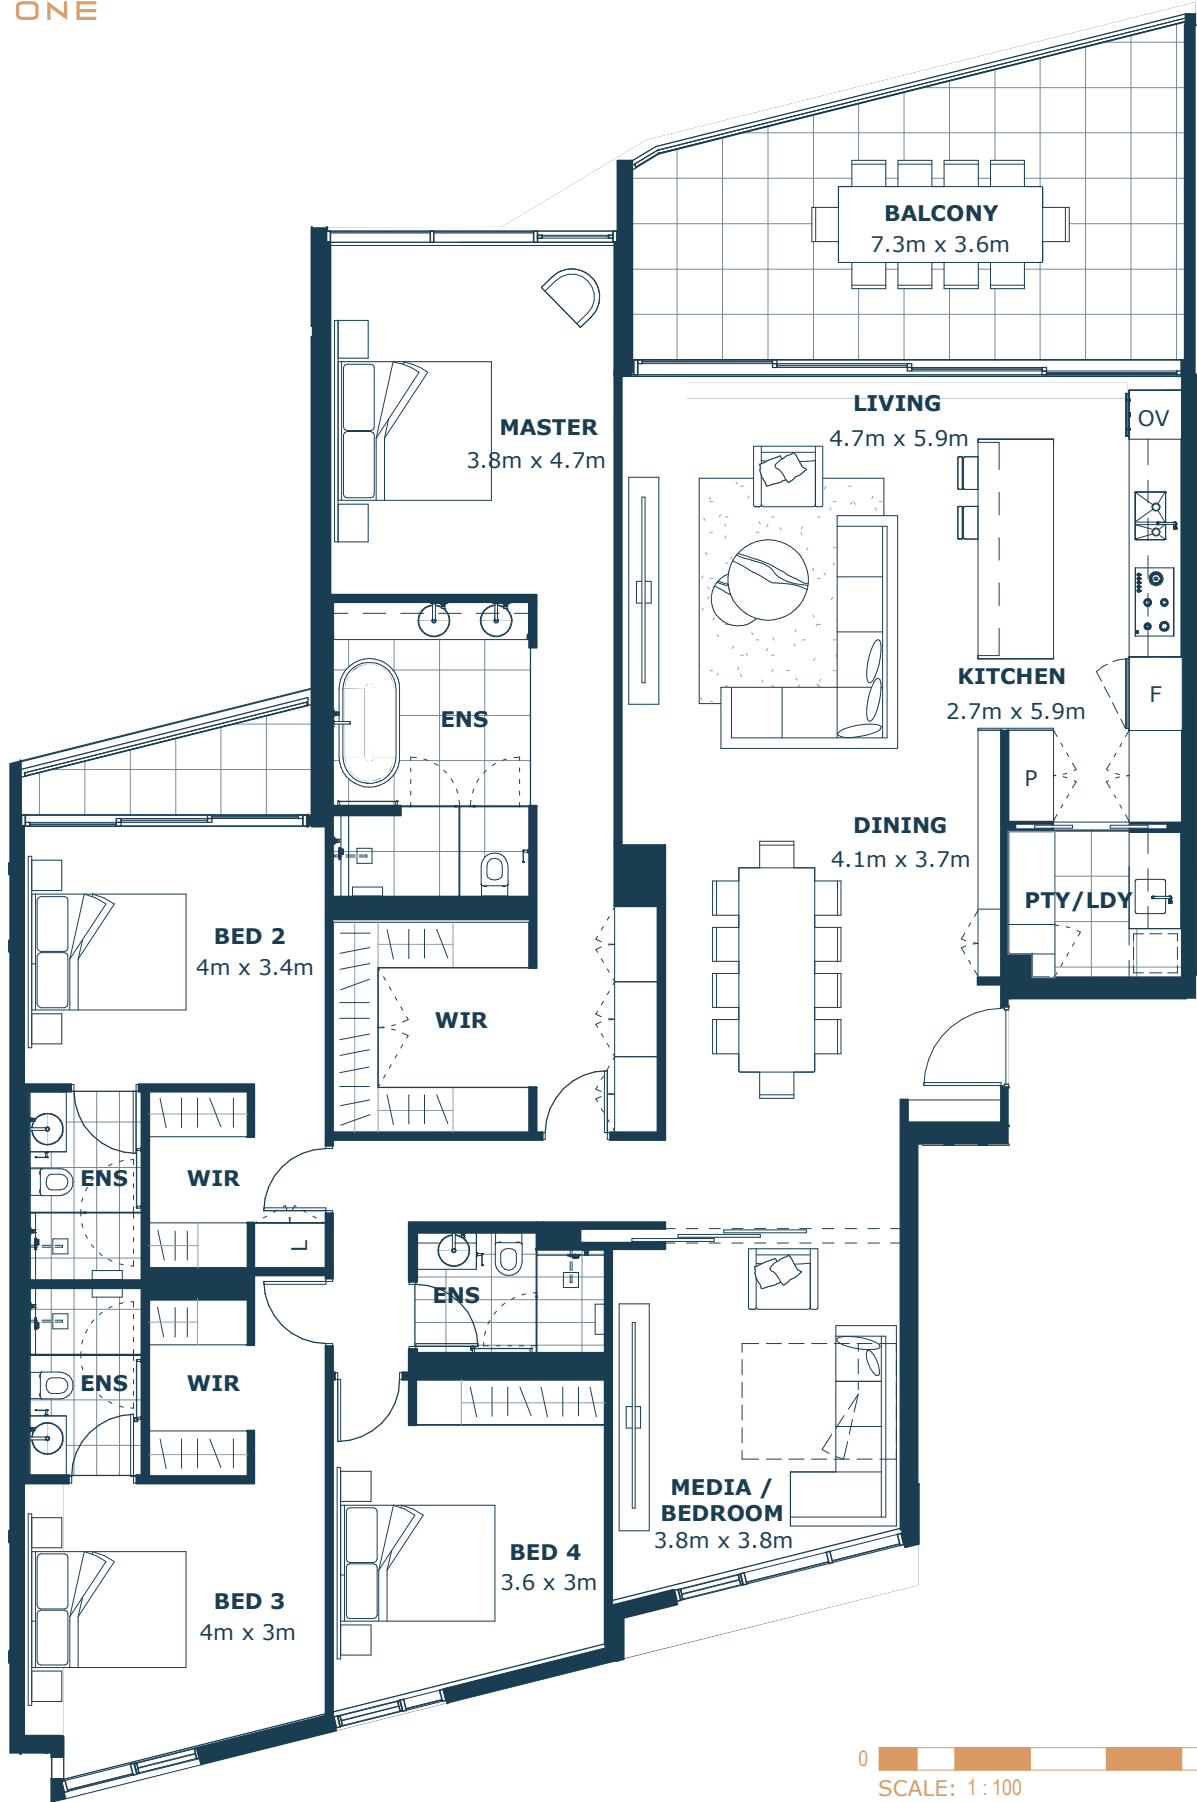 ONE
BALCONY
7.3m x 3.6m
LIVING
4.7m x 5.9m
OV
MASTER
3.8m x 4.7m
KITCHEN
2.7m x 5.9m
F
ENS
P
DINING
4.1m x 3.7m
PTY/LDY
BED 2
4m x 3.4m
WIR
ENS
WIR
L
ENS
ENS
WIR
MEDIA /
BEDROOM
3.8m x 3.8m
BED 4
3.6 x 3m
BED 3
4m x 3m
0
SCALE: 1 : 100